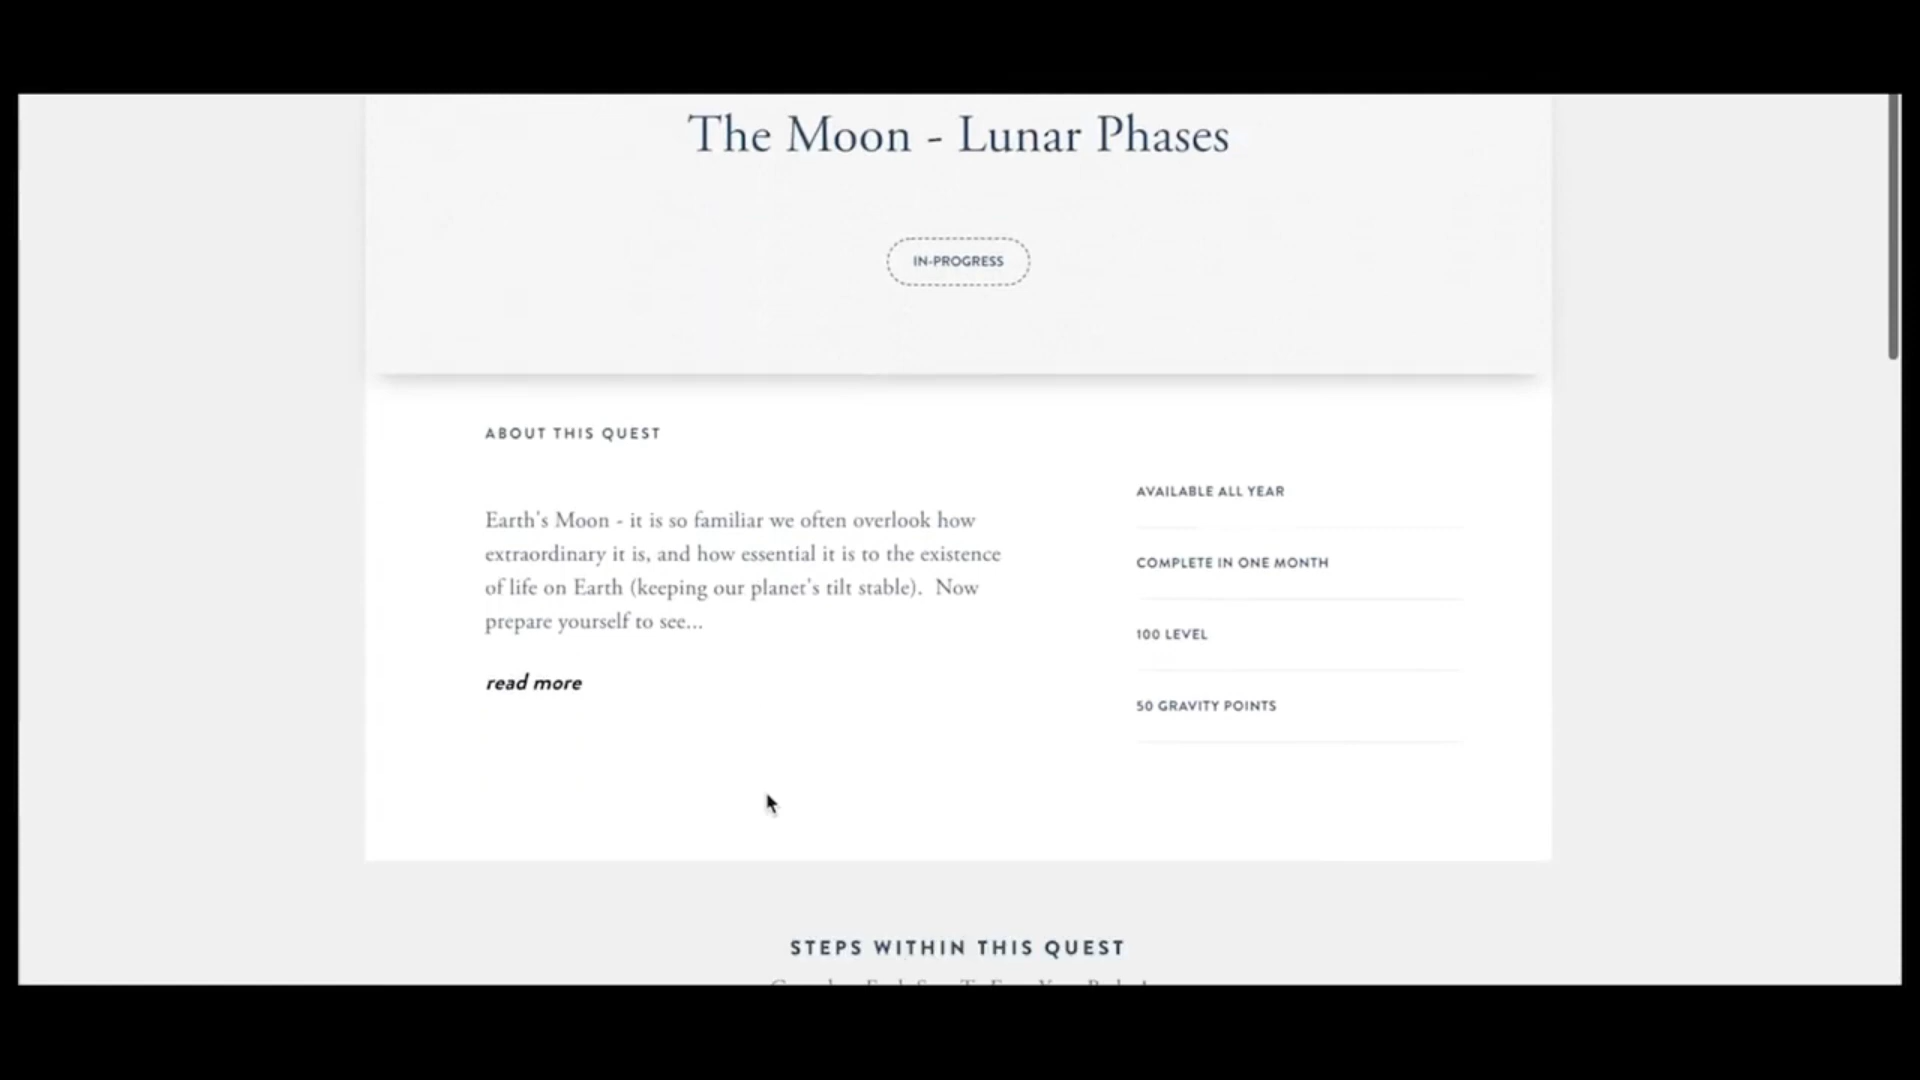 The Moon - Lunar Phases
IN-PROGRESS
ABOUT THIS QUEST
Earth's Moon - it is so familiar we often overlook how
extraordinary it is, and how essential it is to the existence
of life on Earth (keeping our planet's tilt stable).  Now
prepare yourself to see...
read more
AVAILABLE ALL YEAR
COMPLETE IN ONE MONTH
100 LEVEL
50 GRAVITY POINTS
STEPS WITHIN THIS QUEST